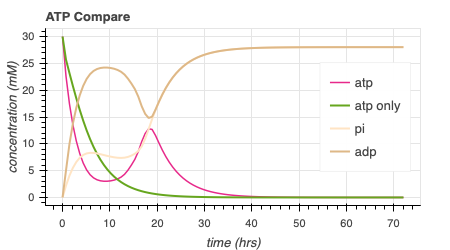 ATP Compare
concentration (mM)
30
25
20
15
10
5
0
atp
atp only
pi
adp
0 10 20 30 40 50 60 70
time (hrs)